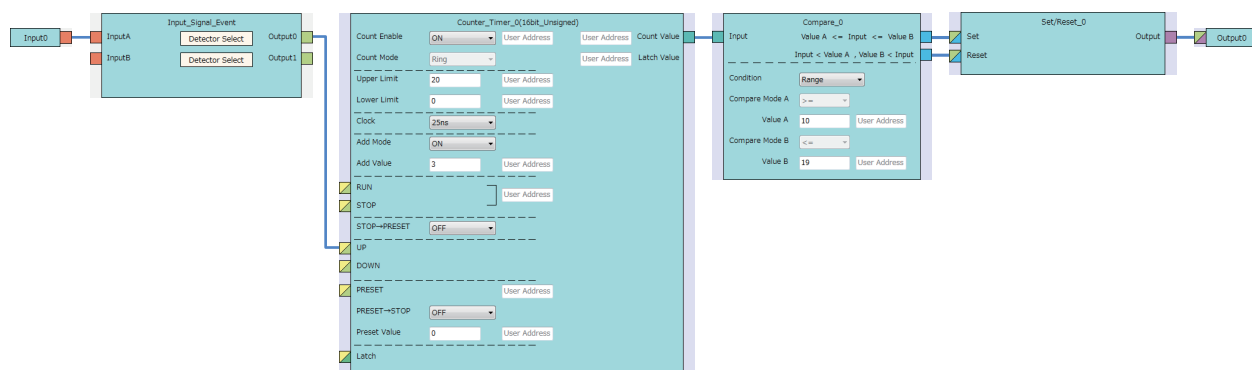 Input0
Input_Signal_Event
InputA Detector Select Output0
InputB Detector Select Output1
Counter_Timer_0(16bit_Unsigned)
Count Enable ON User Address User Address Count Value
Count Mode Ring User Address Latch Value
Upper Limit 20 User Address
Lower Limit 0 User Address
Clock 25ns
Add Mode ON
Add Value 3 User Address
RUN
User Address
STOP
STOP→PRESET OFF
UP
DOWN
PRESET User Address
PRESET→STOP OFF
Preset Value 0 User Address
Latch
Compare_0
Input Value A <= Input <= Value B
Input < Value A , Value B < Input
Condition Range
Compare Mode A >=
Value A 10 User Address
Compare Mode B <=
Value B 19 User Address
Set/Reset_0
Set Output
Reset
Output0